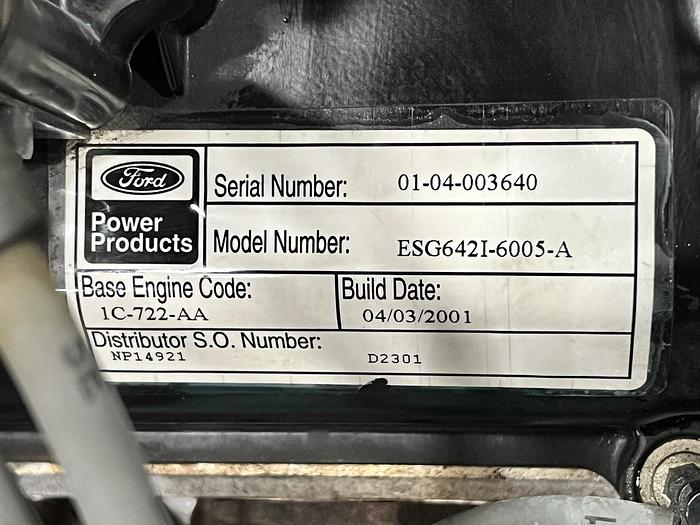 Ford
Power
Products
Serial Number: 01-04-003640
Model Number: ESG642I-6005-A
Base Engine Code:
1C-722-AA
Build Date:
04/03/2001
Distributor S.O. Number:
NP14921 D2301